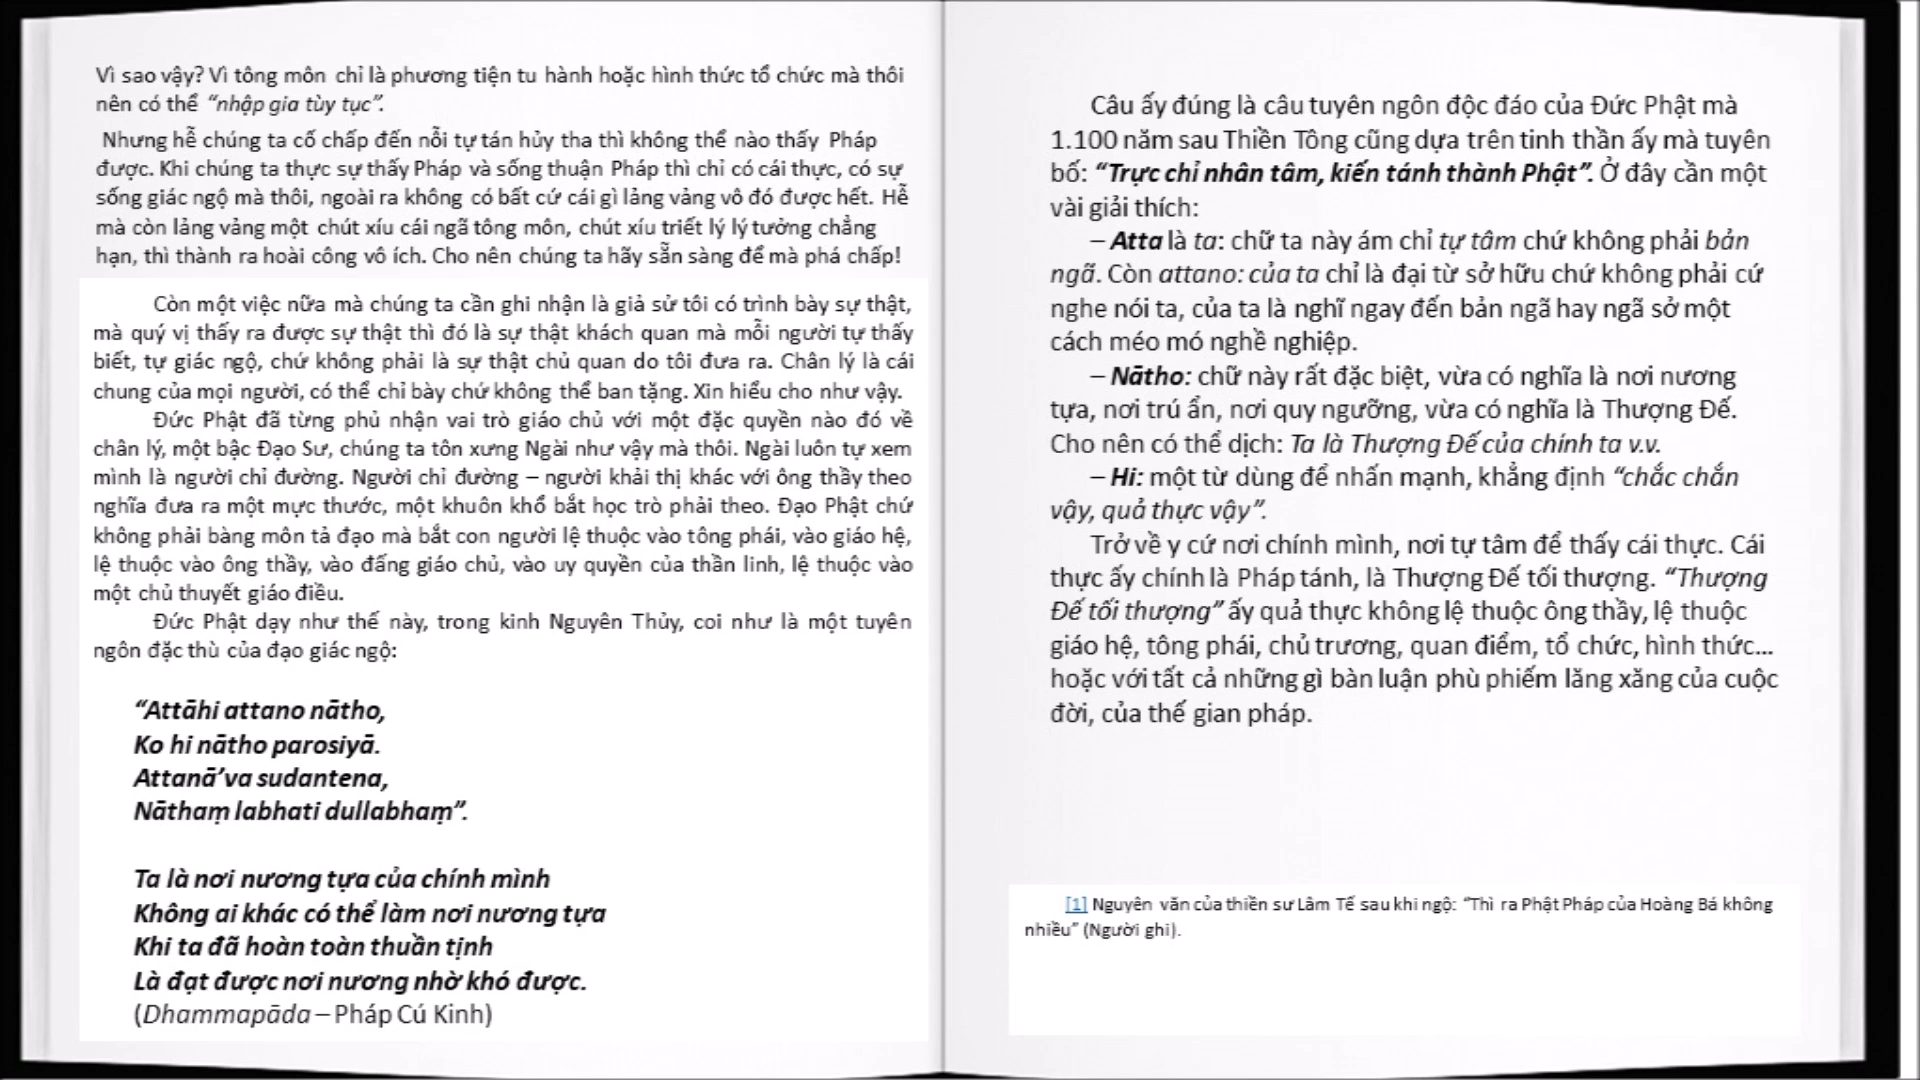 Vì sao vậy? Vì tông môn chỉ là phương tiện tu hành hoặc hình thức tổ chức mà thôi
nên có thể “nhập gia tùy tục”.
Nhưng hễ chúng ta cố chấp đến nỗi tự tán hủy tha thì không thể nào thấy Pháp
được. Khi chúng ta thực sự thấy Pháp và sống thuận Pháp thì chỉ có cái thực, có sự
sống giác ngộ mà thôi, ngoài ra không có bất cứ cái gì lảng vảng vô đó được hết. Hễ
mà còn lảng vảng một chút xíu cái ngã tông môn, chút xíu triết lý lý tưởng chẳng
hạn, thì thành ra hoài công vô ích. Cho nên chúng ta hãy sẵn sàng để mà phá chấp!
Còn một việc nữa mà chúng ta cần ghi nhận là giả sử tôi có trình bày sự thật,
mà quý vị thấy ra được sự thật thì đó là sự thật khách quan mà mỗi người tự thấy
biết, tự giác ngộ, chứ không phải là sự thật chủ quan do tôi đưa ra. Chân lý là cái
chung của mọi người, có thể chỉ bày chứ không thể ban tặng. Xin hiểu cho như vậy.
Đức Phật đã từng phủ nhận vai trò giáo chủ với một đặc quyền nào đó về
chân lý, một bậc Đạo Sư, chúng ta tôn xưng Ngài như vậy mà thôi. Ngài luôn tự xem
mình là người chỉ đường. Người chỉ đường – người khải thị khác với ông thầy theo
nghĩa đưa ra một mực thước, một khuôn khổ bắt học trò phải theo. Đạo Phật chứ
không phải bàng môn tả đạo mà bắt con người lệ thuộc vào tông phái, vào giáo hệ,
lệ thuộc vào ông thầy, vào đấng giáo chủ, vào uy quyền của thần linh, lệ thuộc vào
một chủ thuyết giáo điều.
Đức Phật dạy như thế này, trong kinh Nguyên Thủy, coi như là một tuyên
ngôn đặc thù của đạo giác ngộ:
“Attāhi attano nātho,
Ko hi nātho parosiyā.
Attanā’va sudantena,
Nāthaṃ labhati dullabhaṃ”.
Ta là nơi nương tựa của chính mình
Không ai khác có thể làm nơi nương tựa
Khi ta đã hoàn toàn thuần tịnh
Là đạt được nơi nương nhờ khó được.
(Dhammapāda – Pháp Cú Kinh)
Câu ấy đúng là câu tuyên ngôn độc đáo của Đức Phật mà
1.100 năm sau Thiền Tông cũng dựa trên tinh thần ấy mà tuyên
bố: “Trực chỉ nhân tâm, kiến tánh thành Phật”. Ở đây cần một
vài giải thích:
– Atta là ta: chữ ta này ám chỉ tự tâm chứ không phải bản
ngã. Còn attano: của ta chỉ là đại từ sở hữu chứ không phải cứ
nghe nói ta, của ta là nghĩ ngay đến bản ngã hay ngã sở một
cách méo mó nghề nghiệp.
– Nātho: chữ này rất đặc biệt, vừa có nghĩa là nơi nương
tựa, nơi trú ẩn, nơi quy ngưỡng, vừa có nghĩa là Thượng Đế.
Cho nên có thể dịch: Ta là Thượng Đế của chính ta v.v.
– Hi: một từ dùng để nhấn mạnh, khẳng định “chắc chắn
vậy, quả thực vậy”.
Trở về y cứ nơi chính mình, nơi tự tâm để thấy cái thực. Cái
thực ấy chính là Pháp tánh, là Thượng Đế tối thượng. “Thượng
Đế tối thượng” ấy quả thực không lệ thuộc ông thầy, lệ thuộc
giáo hệ, tông phái, chủ trương, quan điểm, tổ chức, hình thức...
hoặc với tất cả những gì bàn luận phù phiếm lăng xăng của cuộc
đời, của thế gian pháp.
[1] Nguyên văn của thiền sư Lâm Tế sau khi ngộ: “Thì ra Phật Pháp của Hoàng Bá không
nhiều” (Người ghi).